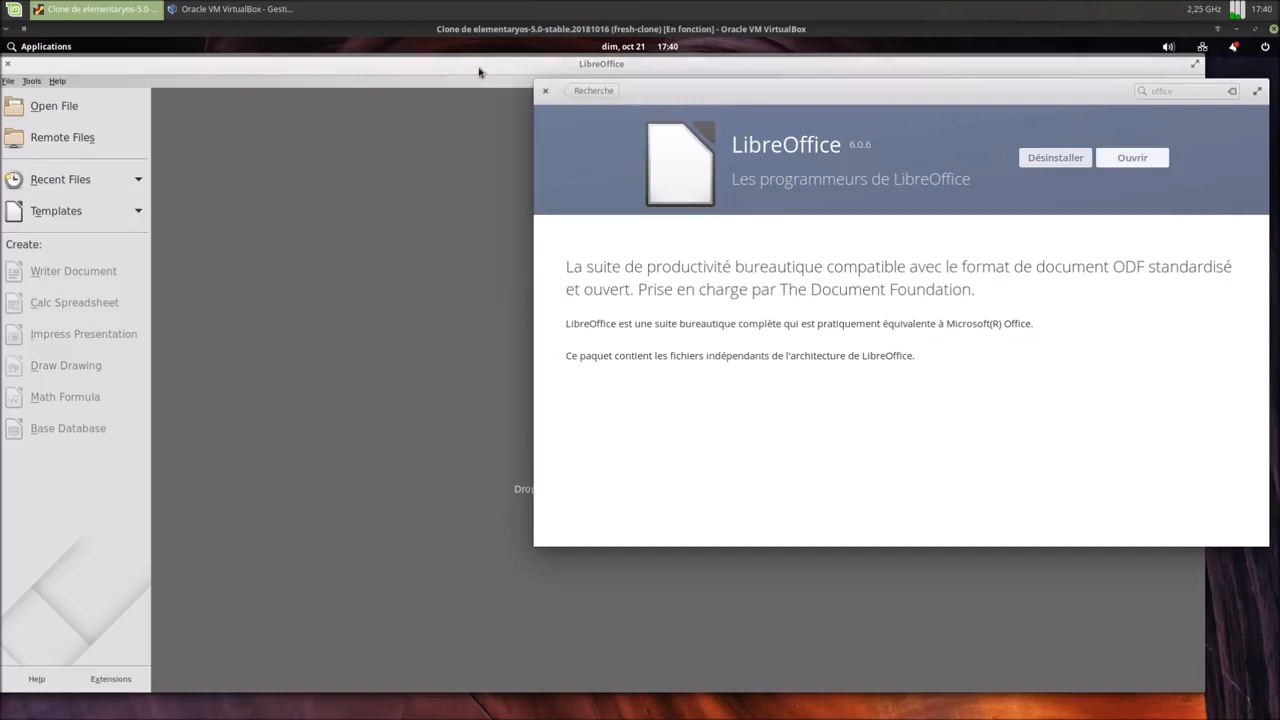 Clone de elementaryos-5.0-...
Oracle VM VirtualBox - Gesti...
2,25 GHz
17:40
Clone de elementaryos-5.0-stable.20181016 (fresh-clone) [En fonction] - Oracle VM VirtualBox
Applications
dim, oct 21 17:40
LibreOffice
File Tools Help
Open File
Remote Files
Recent Files
Templates
Create:
Writer Document
Calc Spreadsheet
Impress Presentation
Draw Drawing
Math Formula
Base Database
Help
Extensions
Drop
Recherche
office
LibreOffice 6.0.6
Les programmeurs de LibreOffice
Désinstaller
Ouvrir
La suite de productivité bureautique compatible avec le format de document ODF standardisé
et ouvert. Prise en charge par The Document Foundation.
LibreOffice est une suite bureautique complète qui est pratiquement équivalente à Microsoft(R) Office.
Ce paquet contient les fichiers indépendants de l'architecture de LibreOffice.